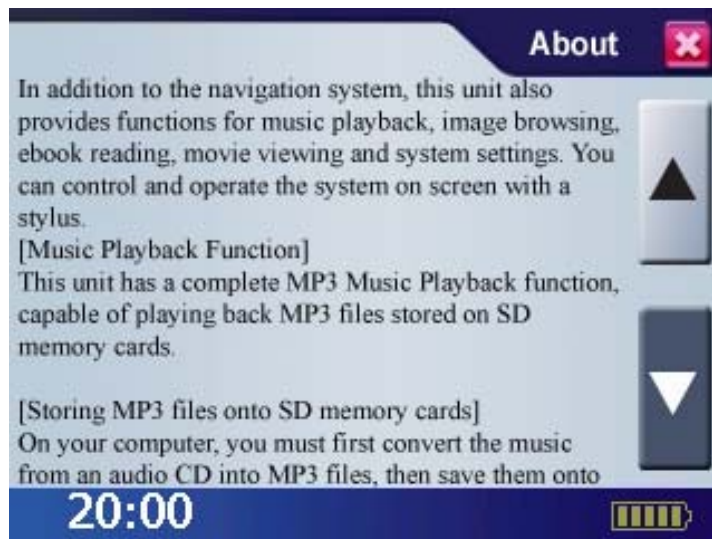 About
In addition to the navigation system, this unit also
provides functions for music playback, image browsing,
ebook reading, movie viewing and system settings. You
can control and operate the system on screen with a
stylus.
[Music Playback Function]
This unit has a complete MP3 Music Playback function,
capable of playing back MP3 files stored on SD
memory cards.
[Storing MP3 files onto SD memory cards]
On your computer, you must first convert the music
from an audio CD into MP3 files, then save them onto
20:00